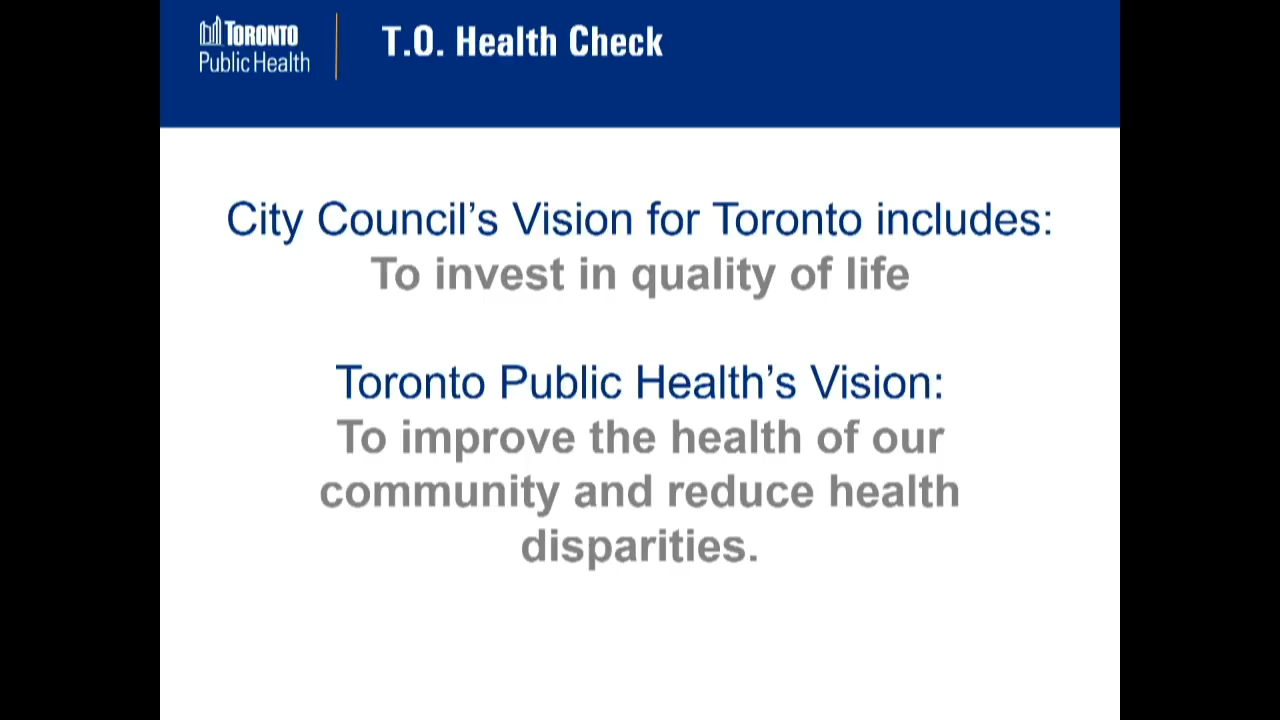 TORONTO
Public Health
T.O. Health Check
City Council’s Vision for Toronto includes:
To invest in quality of life
Toronto Public Health’s Vision:
To improve the health of our
community and reduce health
disparities.